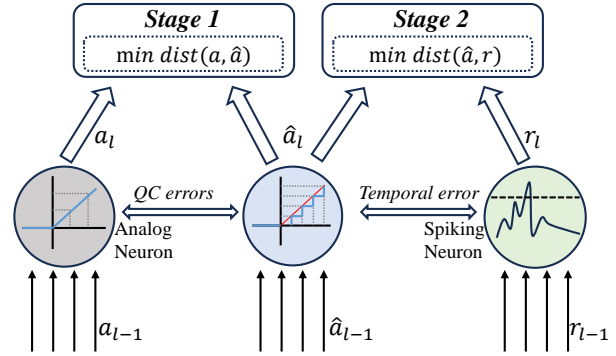 Stage 1
min dist(a, â)
Stage 2
min dist(â, r)
a_l
â_l
r_l
QC errors
Temporal error
Analog
Neuron
Spiking
Neuron
a_{l−1}
â_{l−1}
r_{l−1}